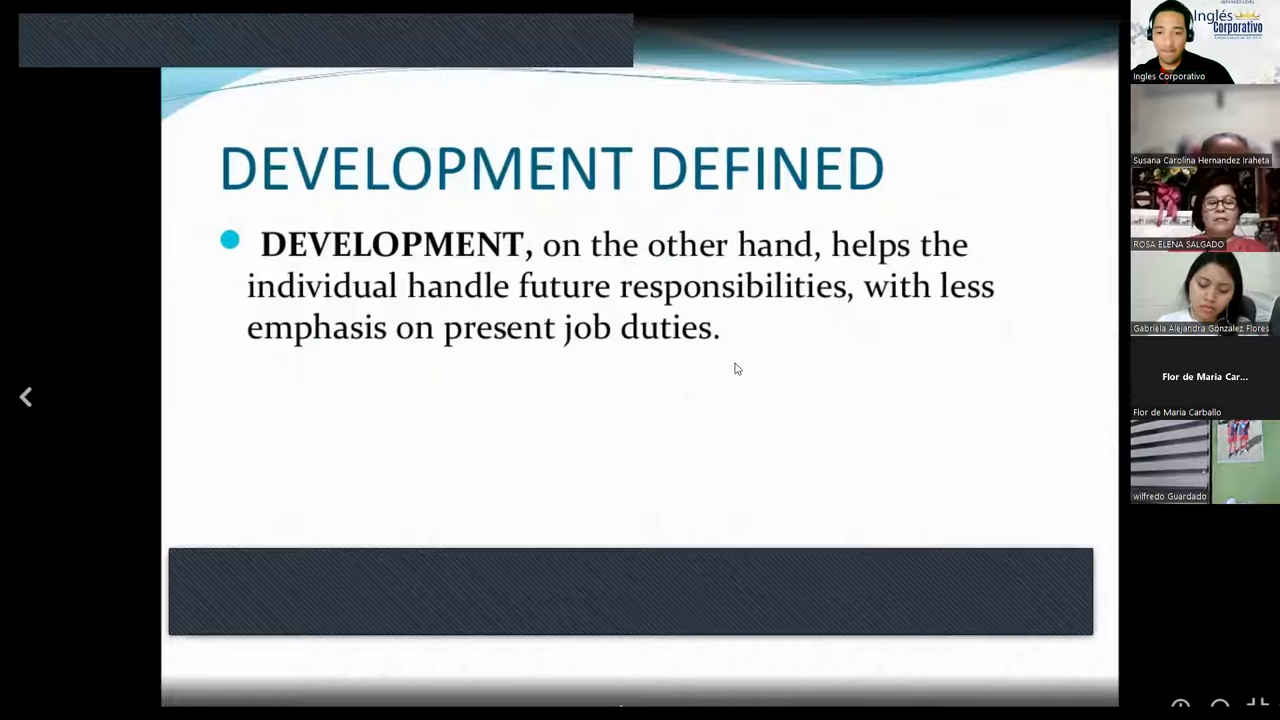 DEVELOPMENT DEFINED
DEVELOPMENT, on the other hand, helps the
individual handle future responsibilities, with less
emphasis on present job duties.
Inglés
Corporativo
Ingles Corporativo
Susana Carolina Hernandez Iraheta
ROSA ELENA SALGADO
Gabriela Alejandra Gonzalez Flores
Flor de Maria Car...
Flor de Maria Carballo
wilfredo Guardado